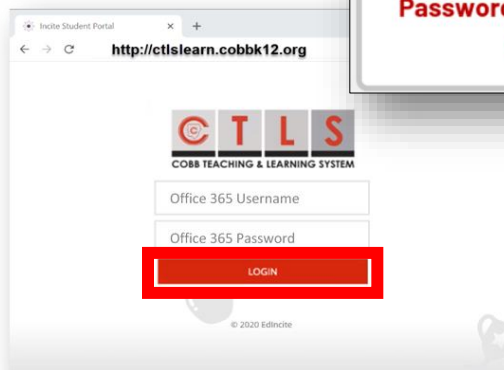 Password
Incite Student Portal × +
http://ctlslearn.cobbk12.org
C T L S
COBB TEACHING & LEARNING SYSTEM
Office 365 Username
Office 365 Password
LOGIN
© 2020 EdIncite